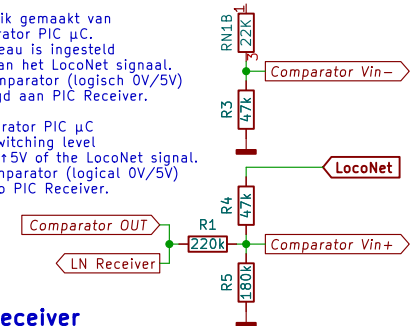 ik gemaakt van
rator PIC µC.
eau is ingesteld
an het LocoNet signaal.
mparator (logisch 0V/5V)
gd aan PIC Receiver.
rator PIC µC
witching level
↑5V of the LocoNet signal.
mparator (logical 0V/5V)
o PIC Receiver.
1
RN1B
22K
3
Comparator Vin-
R3
47k
LocoNet
R4
47k
Comparator OUT
R1
220k
Comparator Vin+
LN Receiver
R5
180k
eceiver